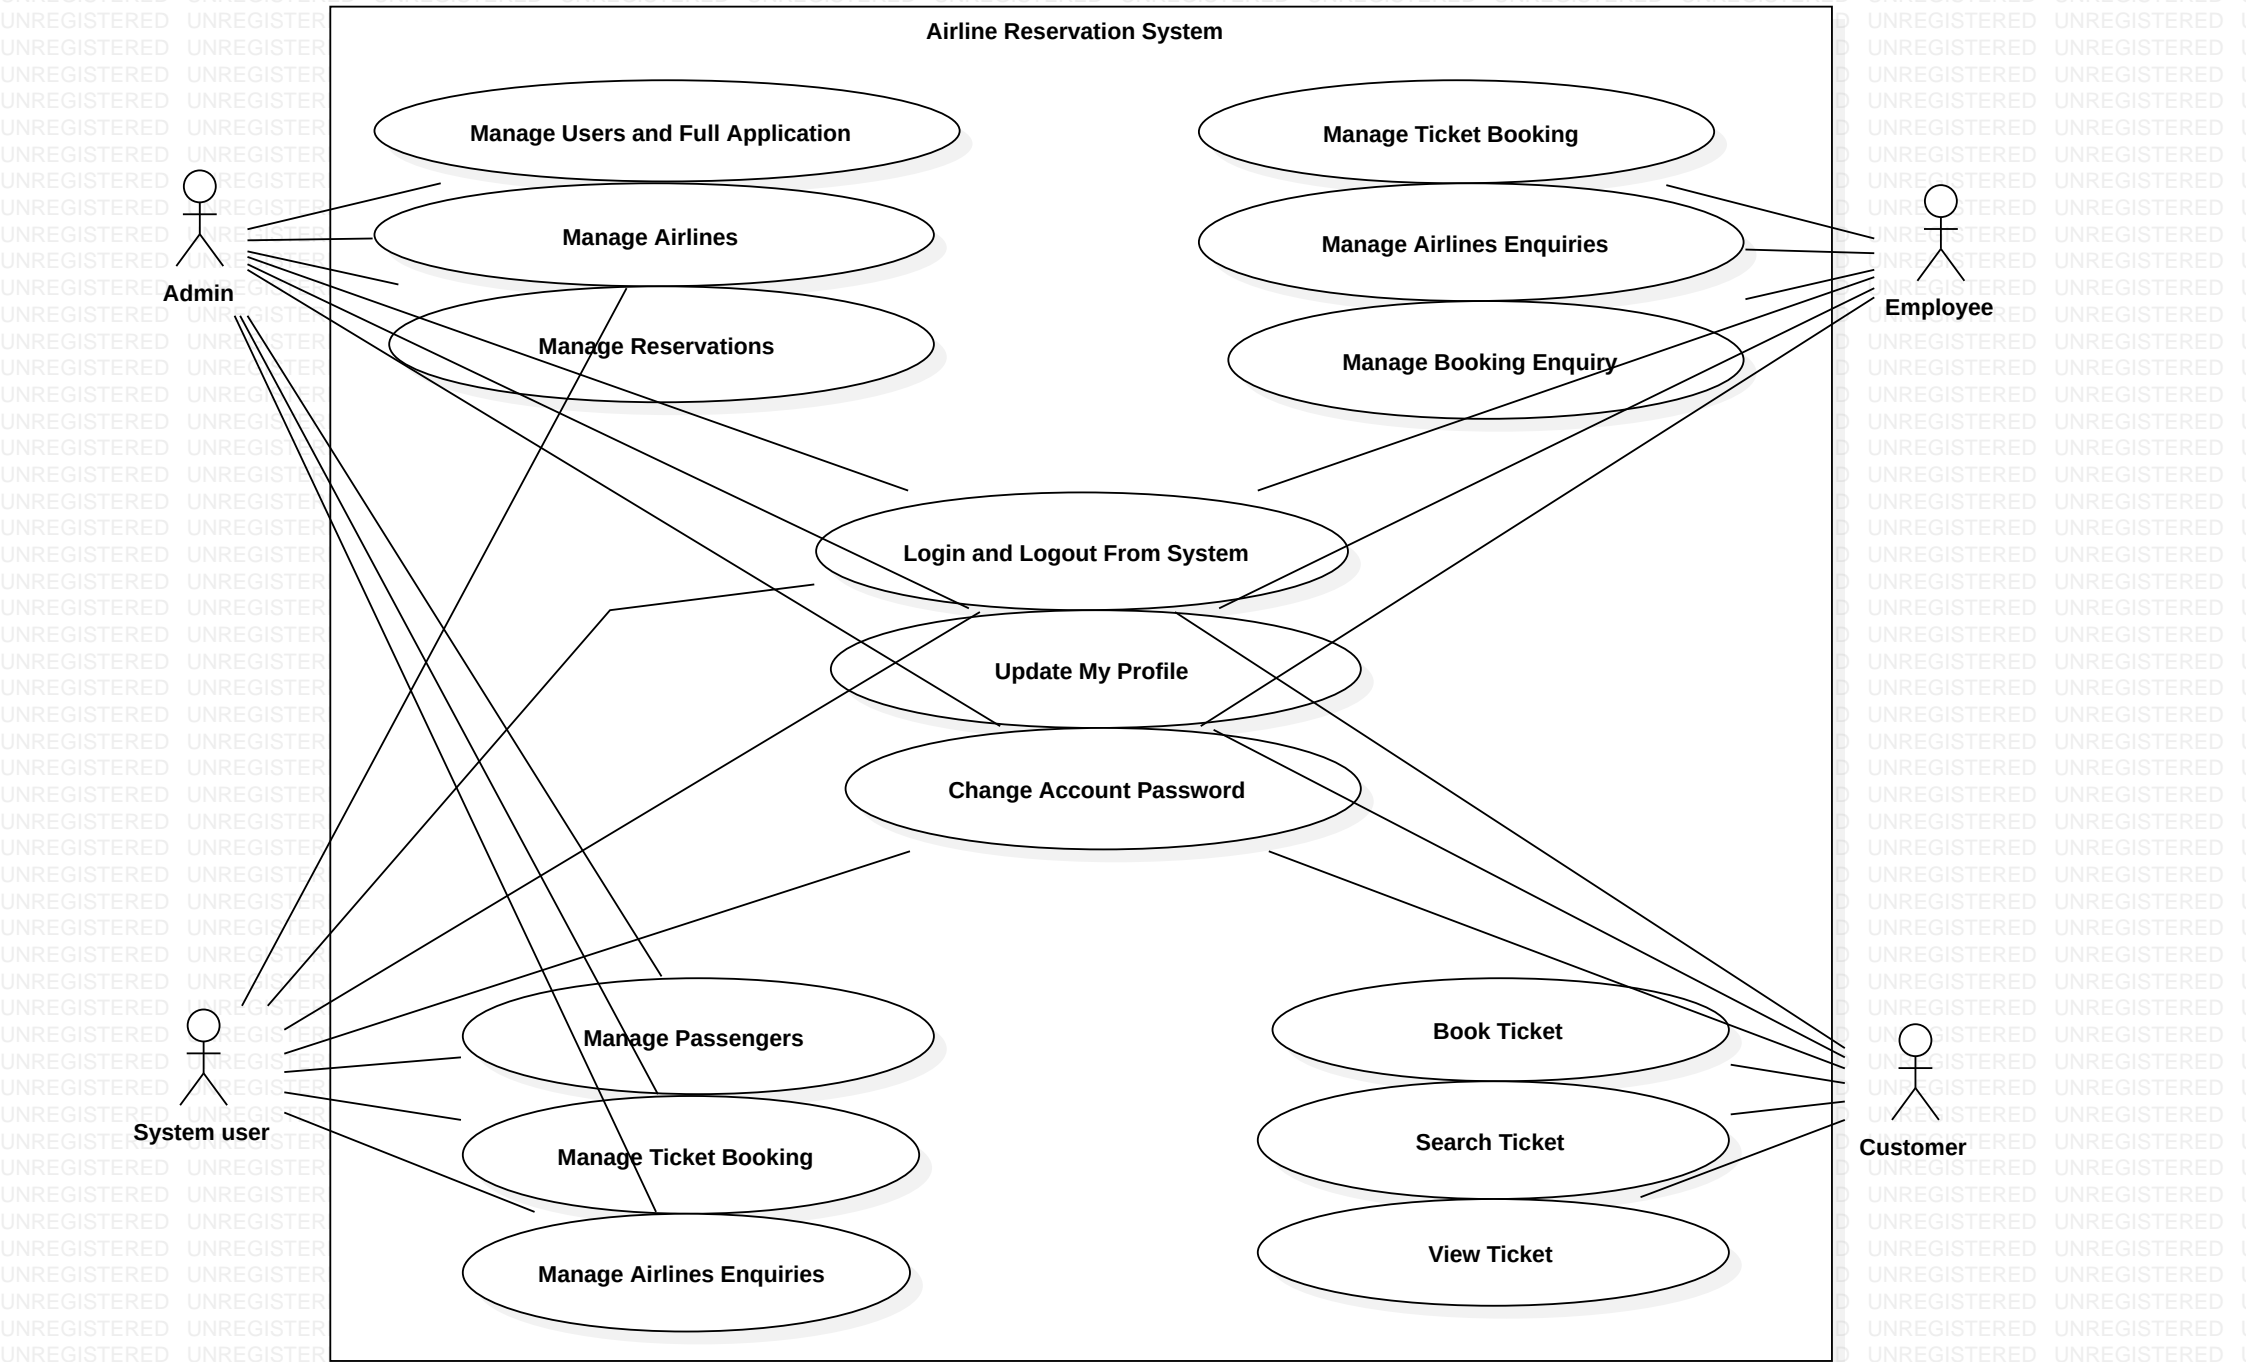 Airline Reservation System
Manage Users and Full Application
Manage Ticket Booking
Manage Airlines
Manage Airlines Enquiries
Admin
Employee
Manage Reservations
Manage Booking Enquiry
Login and Logout From System
Update My Profile
Change Account Password
Manage Passengers
Book Ticket
System user
Manage Ticket Booking
Search Ticket
Customer
Manage Airlines Enquiries
View Ticket
UNREGISTERED